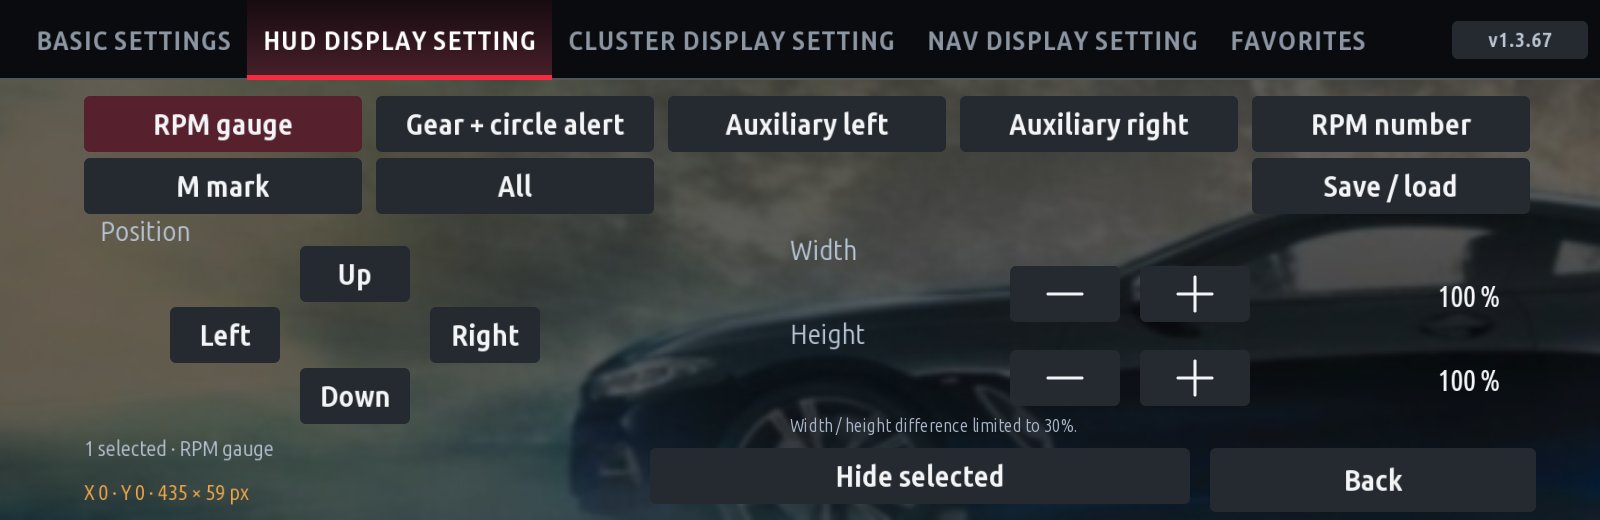 BASIC SETTINGS HUD DISPLAY SETTING CLUSTER DISPLAY SETTING NAV DISPLAY SETTING FAVORITES v1.3.67
RPM gauge Gear + circle alert Auxiliary left Auxiliary right RPM number
M mark All Save / load
Position
Width
Up
— + 100 %
Left Right
Height
— + 100 %
Down
Width / height difference limited to 30%.
1 selected · RPM gauge
Hide selected Back
X 0 · Y 0 · 435 × 59 px